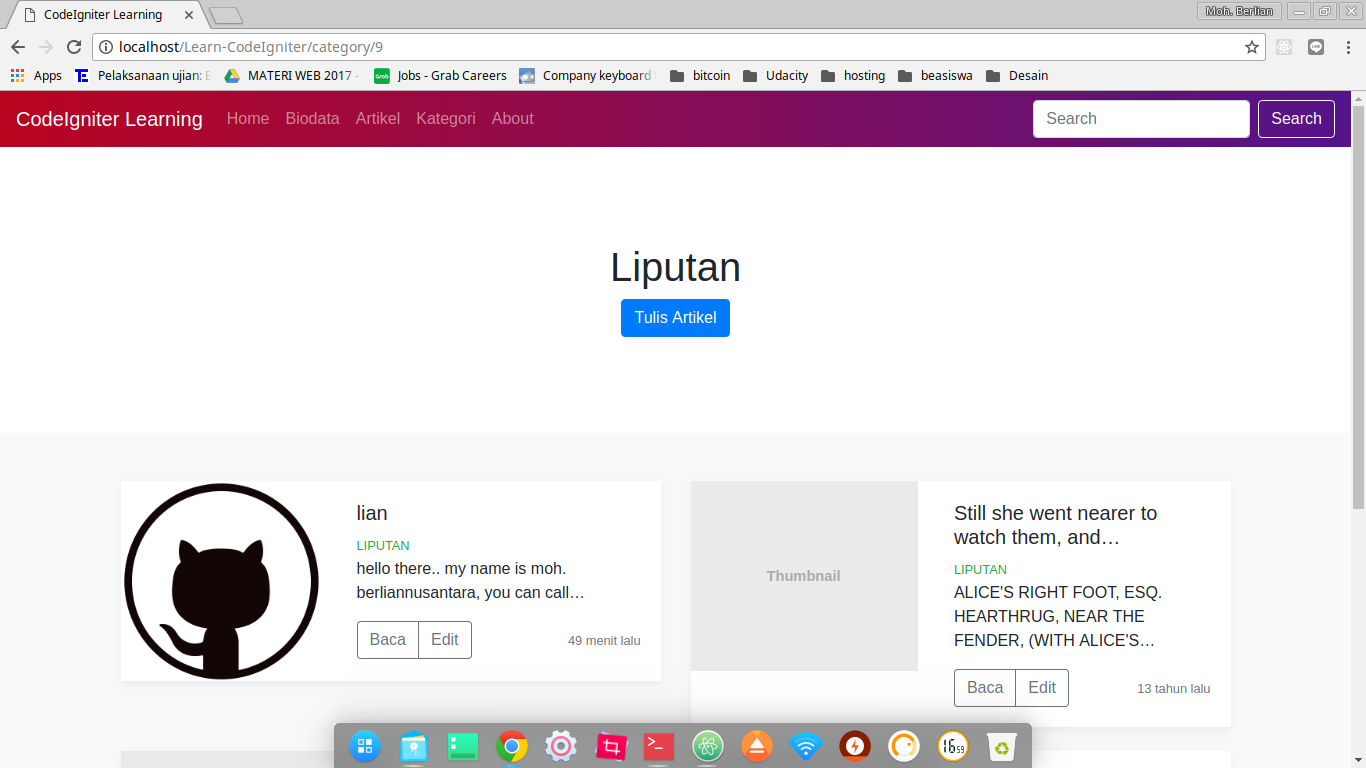 CodeIgniter Learning
Moh. Berlian
localhost/Learn-CodeIgniter/category/9
Apps
Pelaksanaan ujian:
MATERI WEB 2017 -
Jobs - Grab Careers
Company keyboard
bitcoin
Udacity
hosting
beasiswa
Desain
CodeIgniter Learning
Home
Biodata
Artikel
Kategori
About
Search
Search
Liputan
Tulis Artikel
lian
LIPUTAN
hello there.. my name is moh.
berliannusantara, you can call…
Baca
Edit
49 menit lalu
Thumbnail
Still she went nearer to
watch them, and…
LIPUTAN
ALICE'S RIGHT FOOT, ESQ.
HEARTHRUG, NEAR THE
FENDER, (WITH ALICE'S…
Baca
Edit
13 tahun lalu
16 59